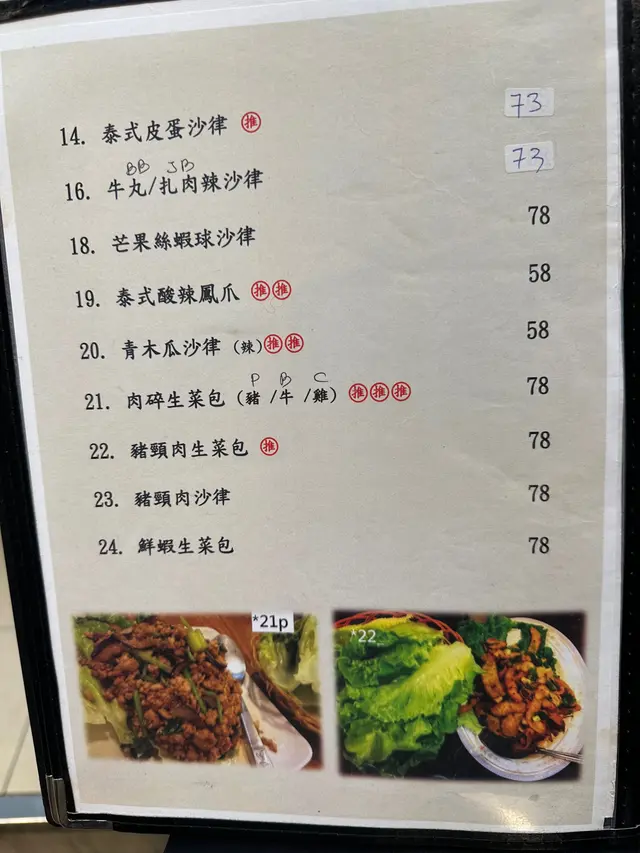 14. 泰式皮蛋沙律 推 73
BB JB
16. 牛丸/扎肉辣沙律 73
18. 芒果絲蝦球沙律 78
19. 泰式酸辣鳳爪 推推 58
20. 青木瓜沙律 (辣)推推 58
P B C
21. 肉碎生菜包 (豬 /牛 /雞) 推推推 78
22. 豬頸肉生菜包 推 78
23. 豬頸肉沙律 78
24. 鮮蝦生菜包 78
*21p
*22